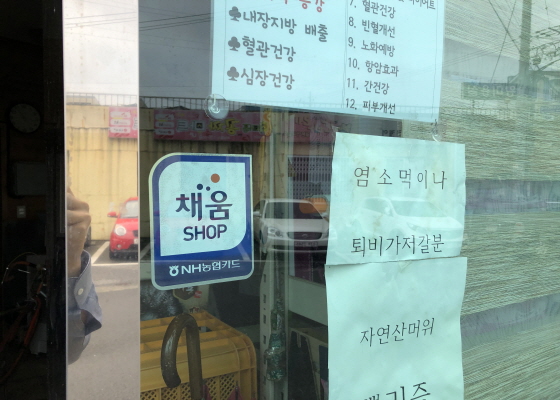 ♣내장지방 배출
♣혈관건강
♣심장건강
7. 혈관건강
8. 빈혈개선
9. 노화예방
10. 항암효과
11. 간건강
12. 피부개선
채움
SHOP
NH농협카드
염소먹이나
퇴비가저갈분
자연산머위